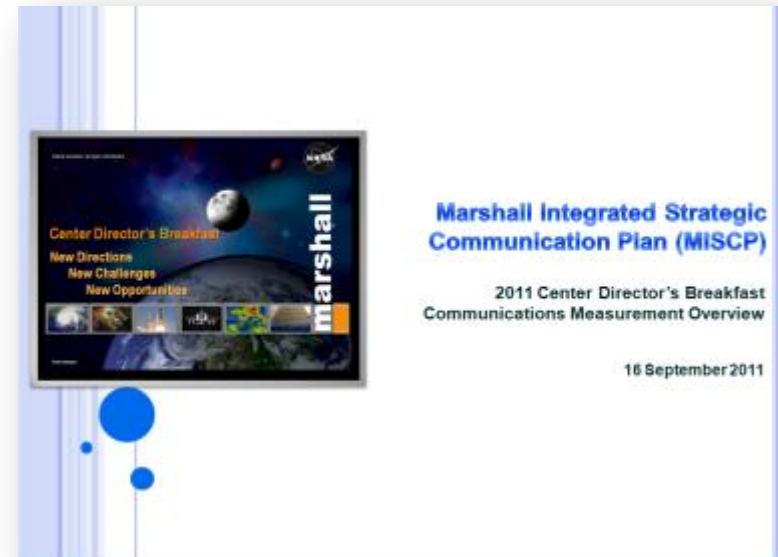 NASA
marshall
Center Director's Breakfast
New Directions
New Challenges
New Opportunities
Marshall Integrated Strategic
Communication Plan (MISCP)
2011 Center Director's Breakfast
Communications Measurement Overview
16 September 2011